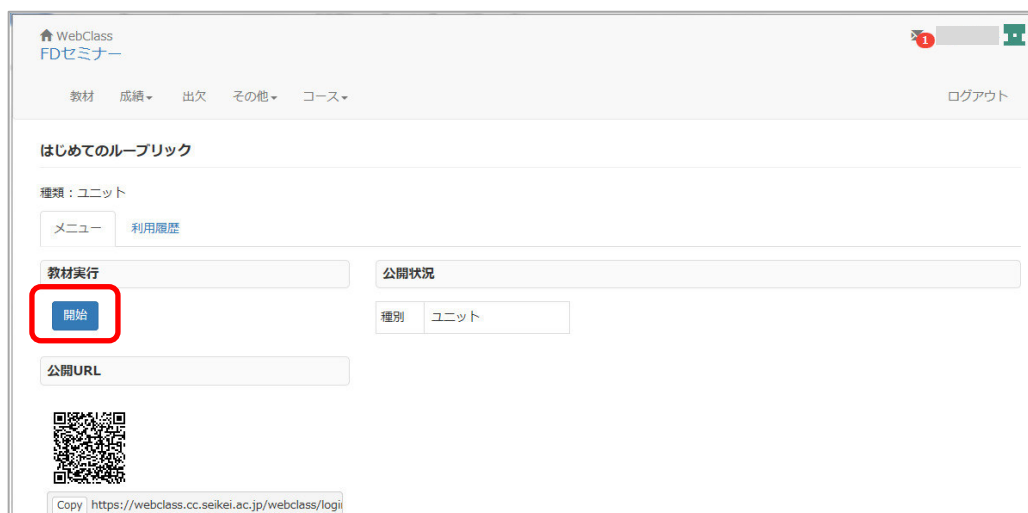 WebClass
FDセミナー
1
教材 成績 出欠 その他 コース ログアウト
はじめてのルーブリック
種類：ユニット
メニュー 利用履歴
教材実行 公開状況
開始 種別 ユニット
公開URL
Copy https://webclass.cc.seikei.ac.jp/webclass/logi